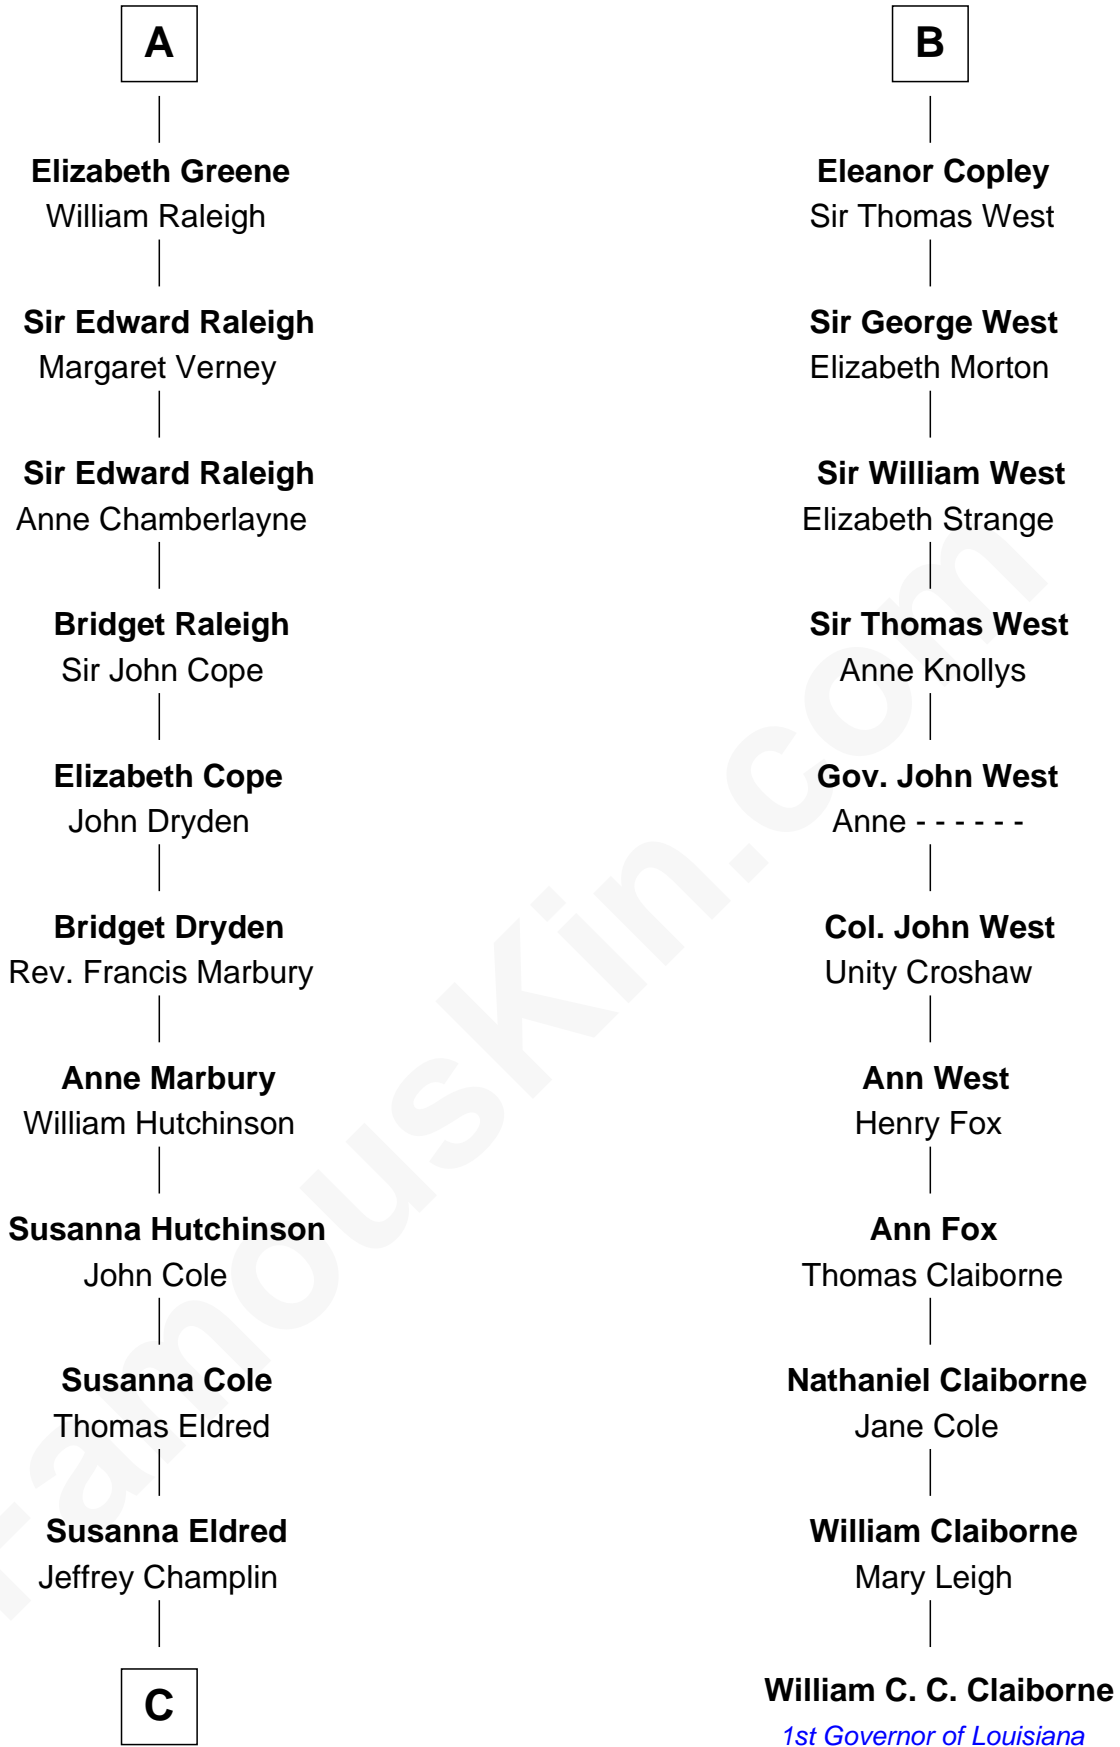 A
Elizabeth Greene
William Raleigh
Sir Edward Raleigh
Margaret Verney
Sir Edward Raleigh
Anne Chamberlayne
Bridget Raleigh
Sir John Cope
Elizabeth Cope
John Dryden
Bridget Dryden
Rev. Francis Marbury
Anne Marbury
William Hutchinson
Susanna Hutchinson
John Cole
Susanna Cole
Thomas Eldred
Susanna Eldred
Jeffrey Champlin
C
B
Eleanor Copley
Sir Thomas West
Sir George West
Elizabeth Morton
Sir William West
Elizabeth Strange
Sir Thomas West
Anne Knollys
Gov. John West
Anne - - - - - -
Col. John West
Unity Croshaw
Ann West
Henry Fox
Ann Fox
Thomas Claiborne
Nathaniel Claiborne
Jane Cole
William Claiborne
Mary Leigh
William C. C. Claiborne
1st Governor of Louisiana
FamousKin.com